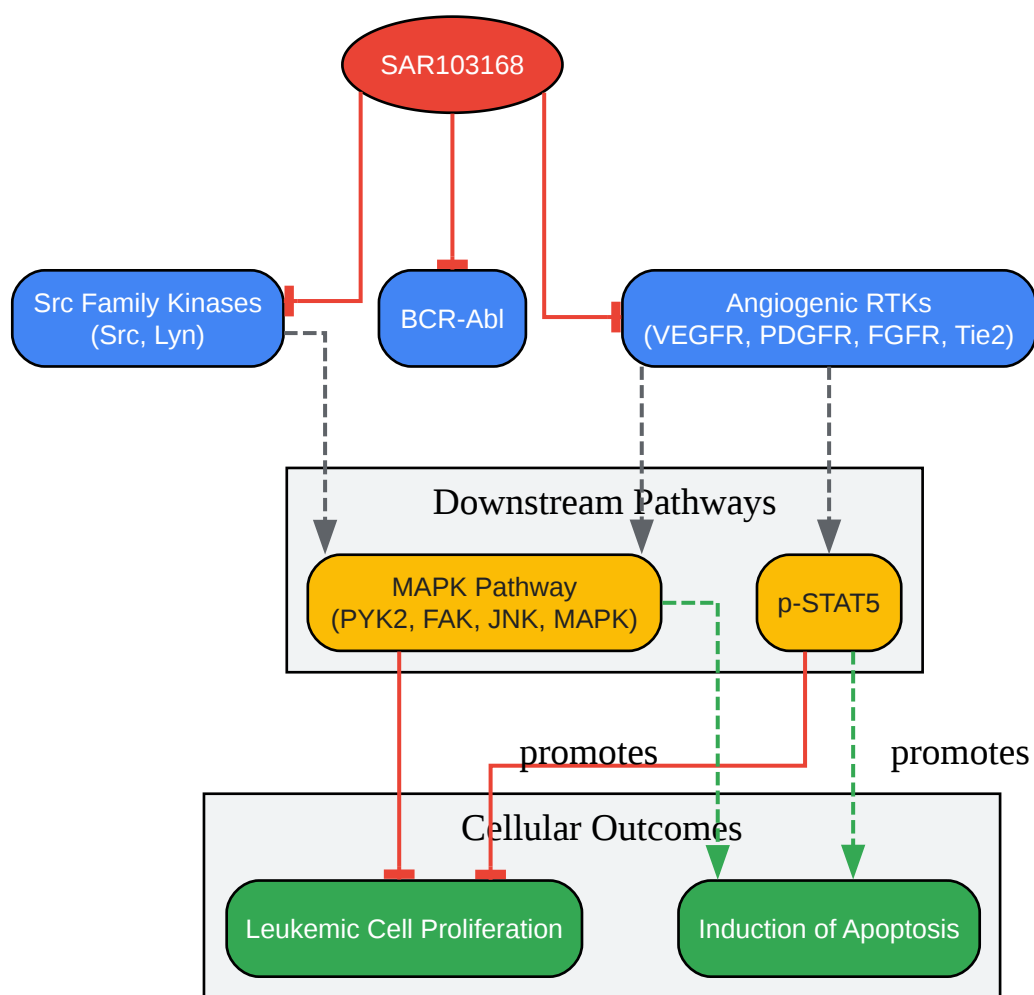 SAR103168
Src Family Kinases
(Src, Lyn)
BCR-Abl
Angiogenic RTKs
(VEGFR, PDGFR, FGFR, Tie2)
Downstream Pathways
MAPK Pathway
(PYK2, FAK, JNK, MAPK)
p-STAT5
promotes
promotes
Cellular Outcomes
Leukemic Cell Proliferation
Induction of Apoptosis